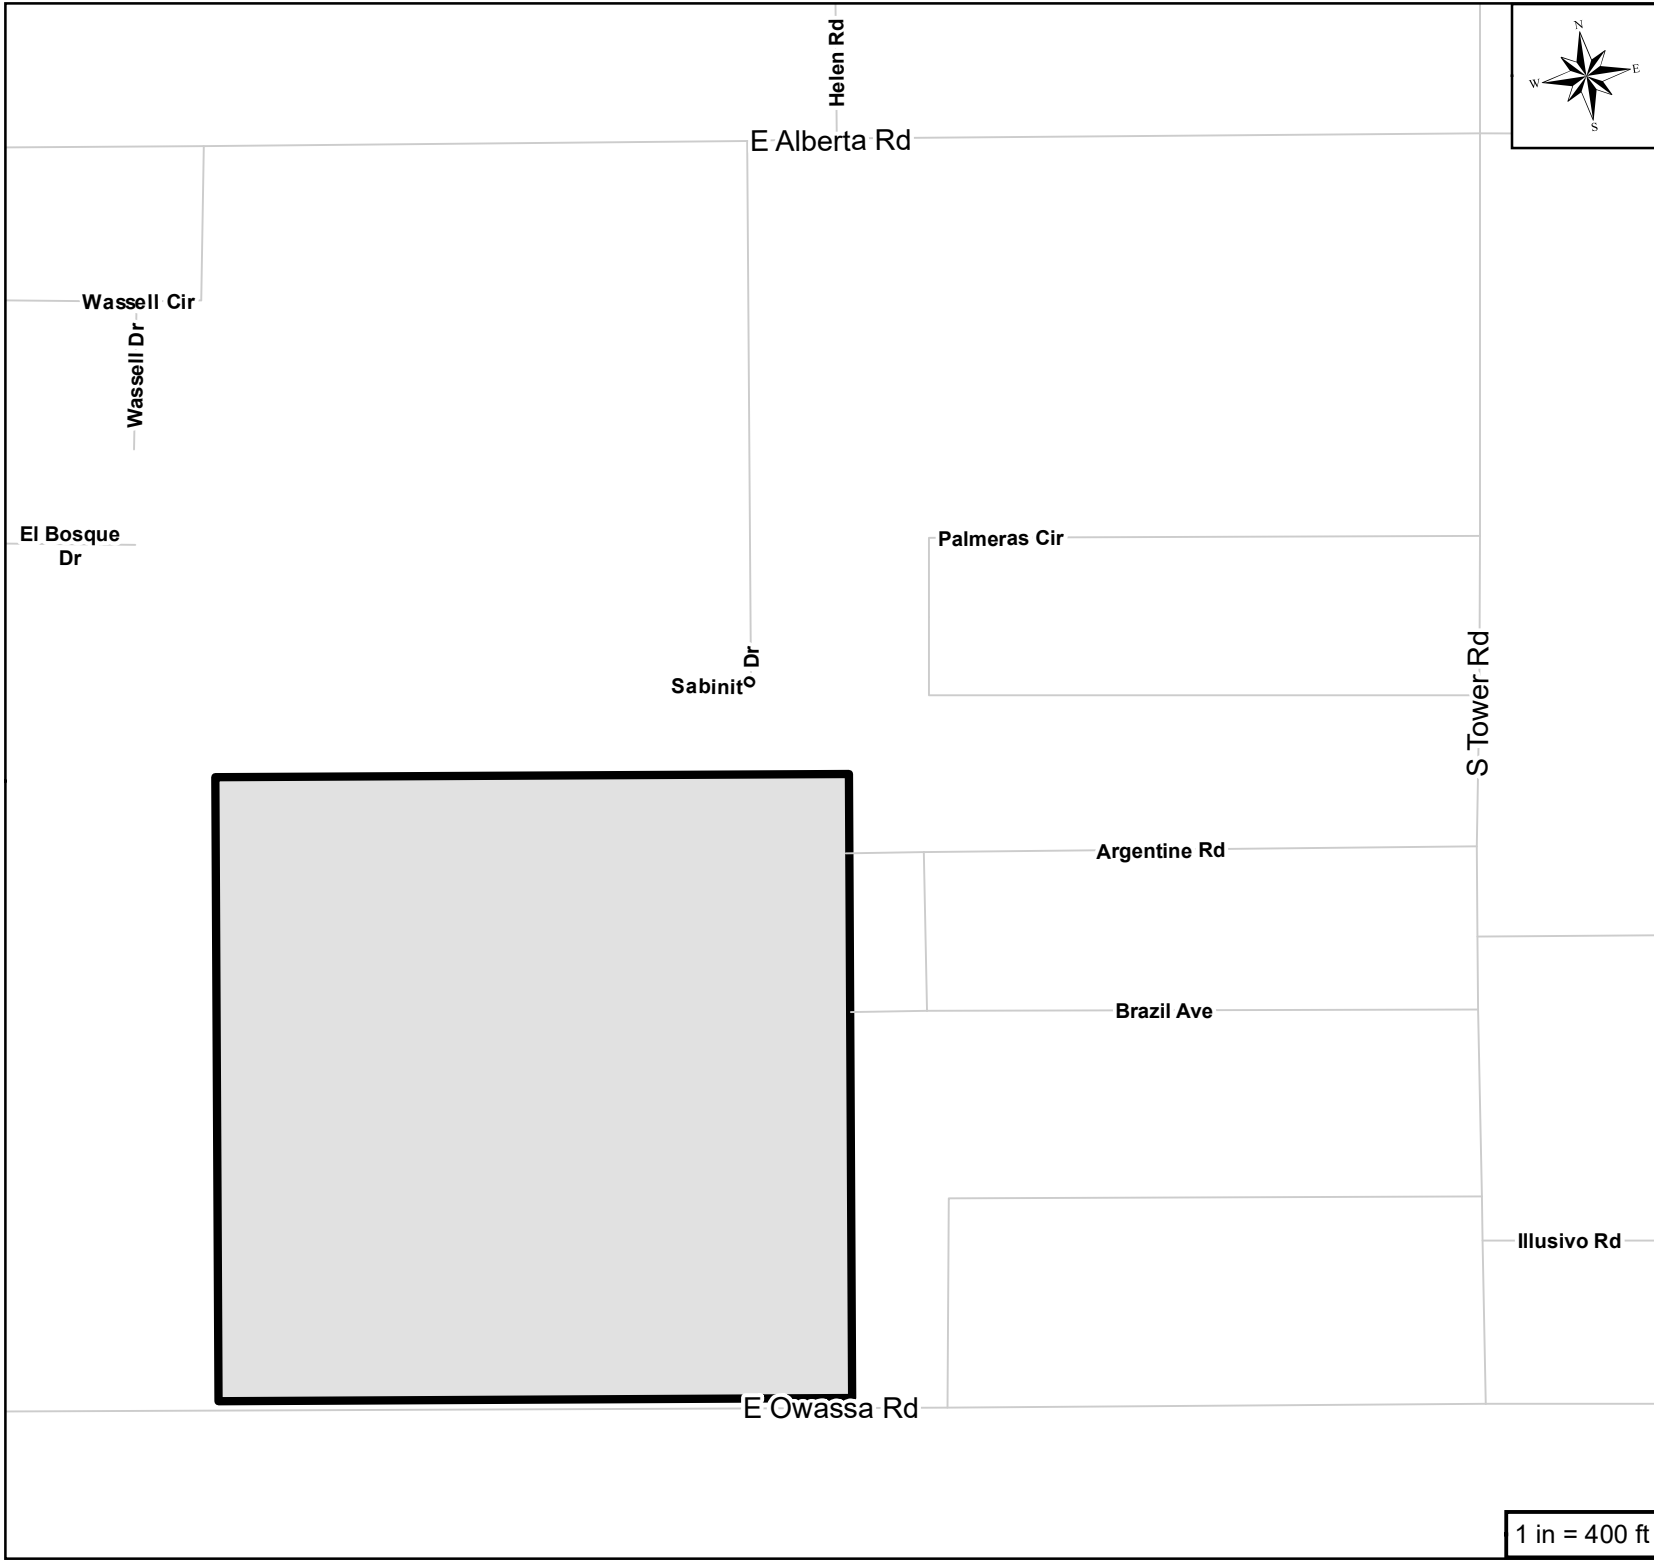 Helen Rd
N
W
E
S
E Alberta Rd
Wassell Cir
Wassell Dr
El Bosque
Dr
Palmeras Cir
Sabinito Dr
S Tower Rd
Argentine Rd
Brazil Ave
Illusivo Rd
E Owassa Rd
1 in = 400 ft